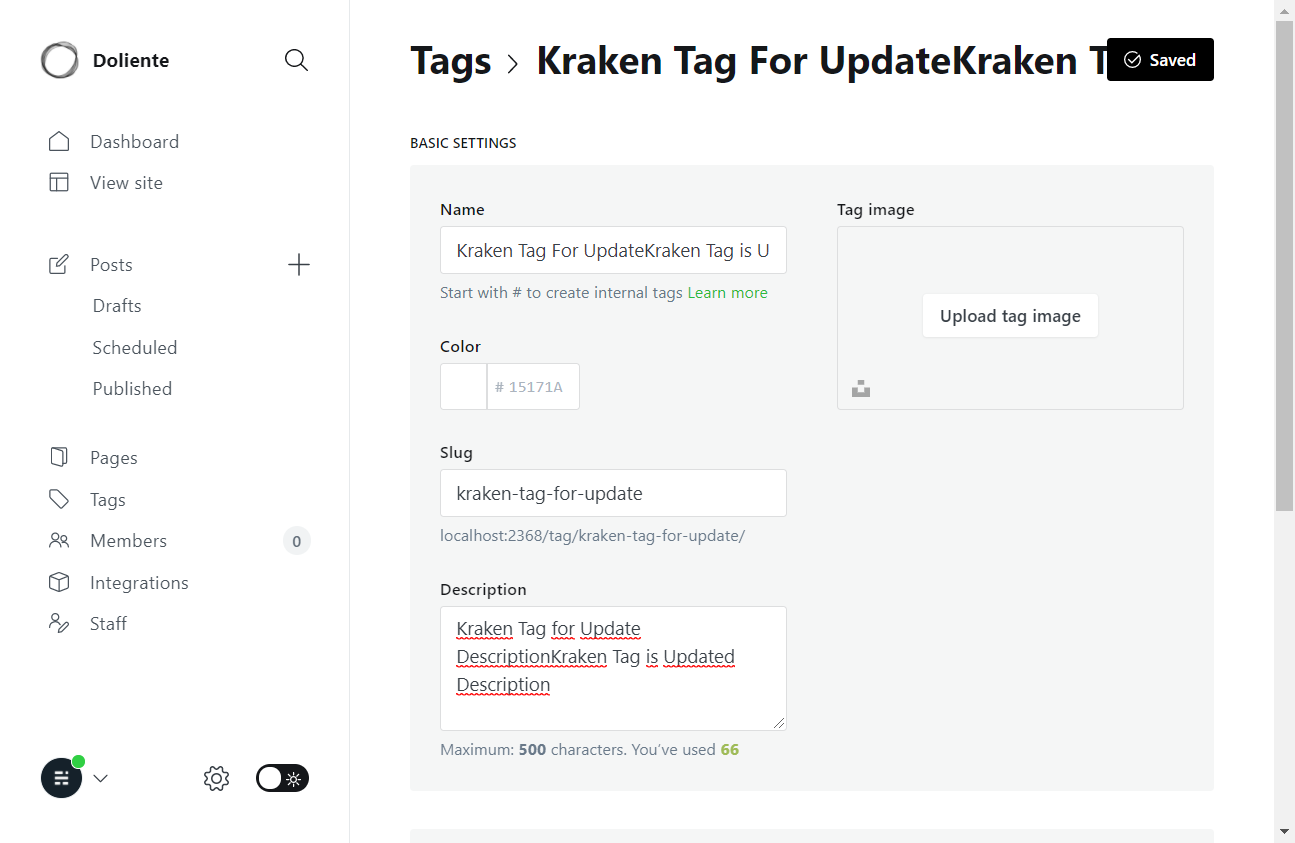 Doliente
Dashboard
View site
Posts
Drafts
Scheduled
Published
Pages
Tags
Members 0
Integrations
Staff
Tags > Kraken Tag For UpdateKraken T
Saved
BASIC SETTINGS
Name
Kraken Tag For UpdateKraken Tag is U
Start with # to create internal tags Learn more
Color
# 15171A
Slug
kraken-tag-for-update
localhost:2368/tag/kraken-tag-for-update/
Description
Kraken Tag for Update
DescriptionKraken Tag is Updated
Description
Maximum: 500 characters. You’ve used 66
Tag image
Upload tag image